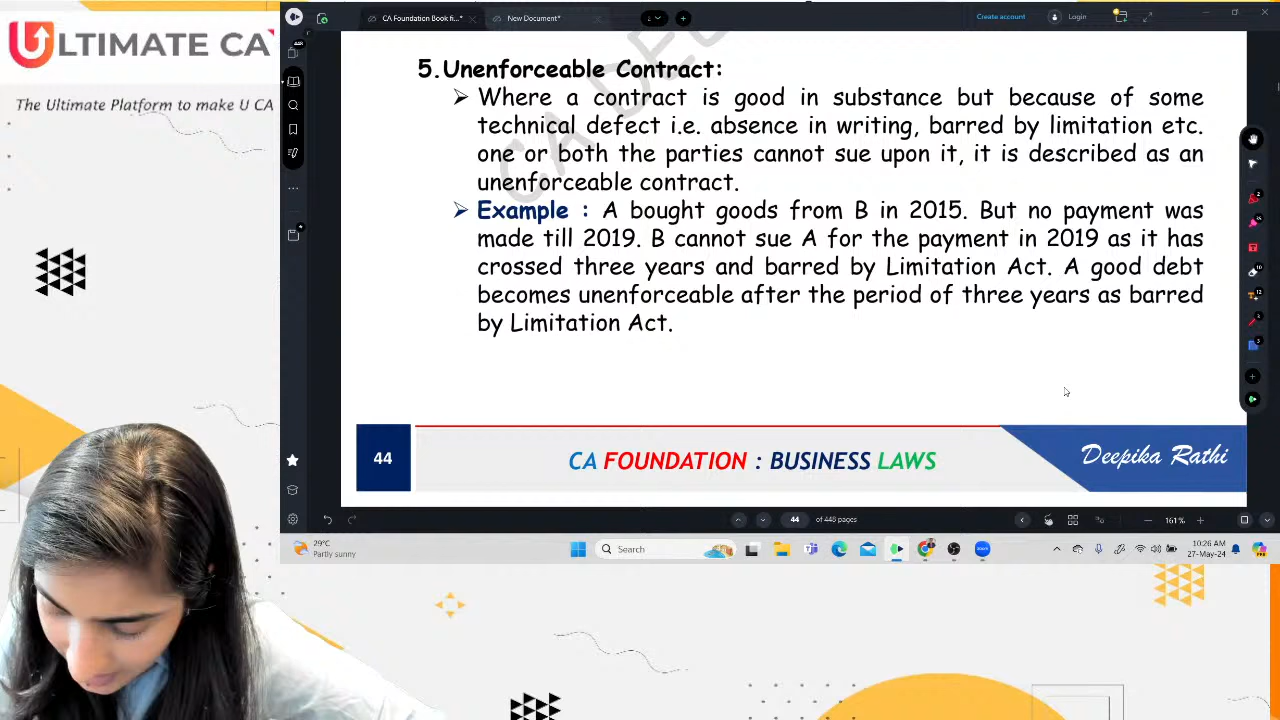 ULTIMATE CA
The Ultimate Platform to make U CA
CA Foundation Book fi...*
New Document*
Create account
Login
448
5. Unenforceable Contract:
➢ Where a contract is good in substance but because of some
technical defect i.e. absence in writing, barred by limitation etc.
one or both the parties cannot sue upon it, it is described as an
unenforceable contract.
➢ Example : A bought goods from B in 2015. But no payment was
made till 2019. B cannot sue A for the payment in 2019 as it has
crossed three years and barred by Limitation Act. A good debt
becomes unenforceable after the period of three years as barred
by Limitation Act.
44
CA FOUNDATION : BUSINESS LAWS
Deepika Rathi
44
of 448 pages
161%
29°C
Partly sunny
Search
10:26 AM
27-May-24